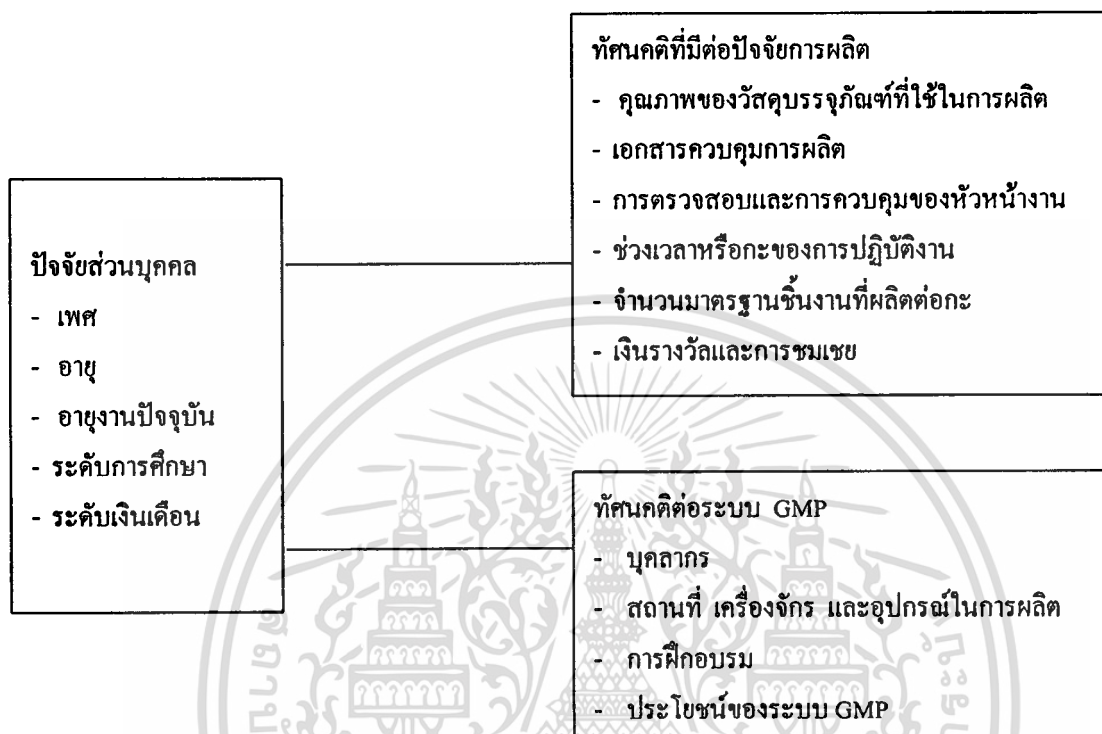 ปัจจัยส่วนบุคคล
- เพศ
- อายุ
- อายุงานปัจจุบัน
- ระดับการศึกษา
- ระดับเงินเดือน
ทัศนคติที่มีต่อปัจจัยการผลิต
- คุณภาพของวัสดุบรรจุภัณฑ์ที่ใช้ในการผลิต
- เอกสารควบคุมการผลิต
- การตรวจสอบและการควบคุมของหัวหน้างาน
- ช่วงเวลาหรือกะของการปฏิบัติงาน
- จำนวนมาตรฐานชิ้นงานที่ผลิตต่อกะ
- เงินรางวัลและการชมเชย
ทัศนคติต่อระบบ GMP
- บุคลากร
- สถานที่ เครื่องจักร และอุปกรณ์ในการผลิต
- การฝึกอบรม
- ประโยชน์ของระบบ GMP